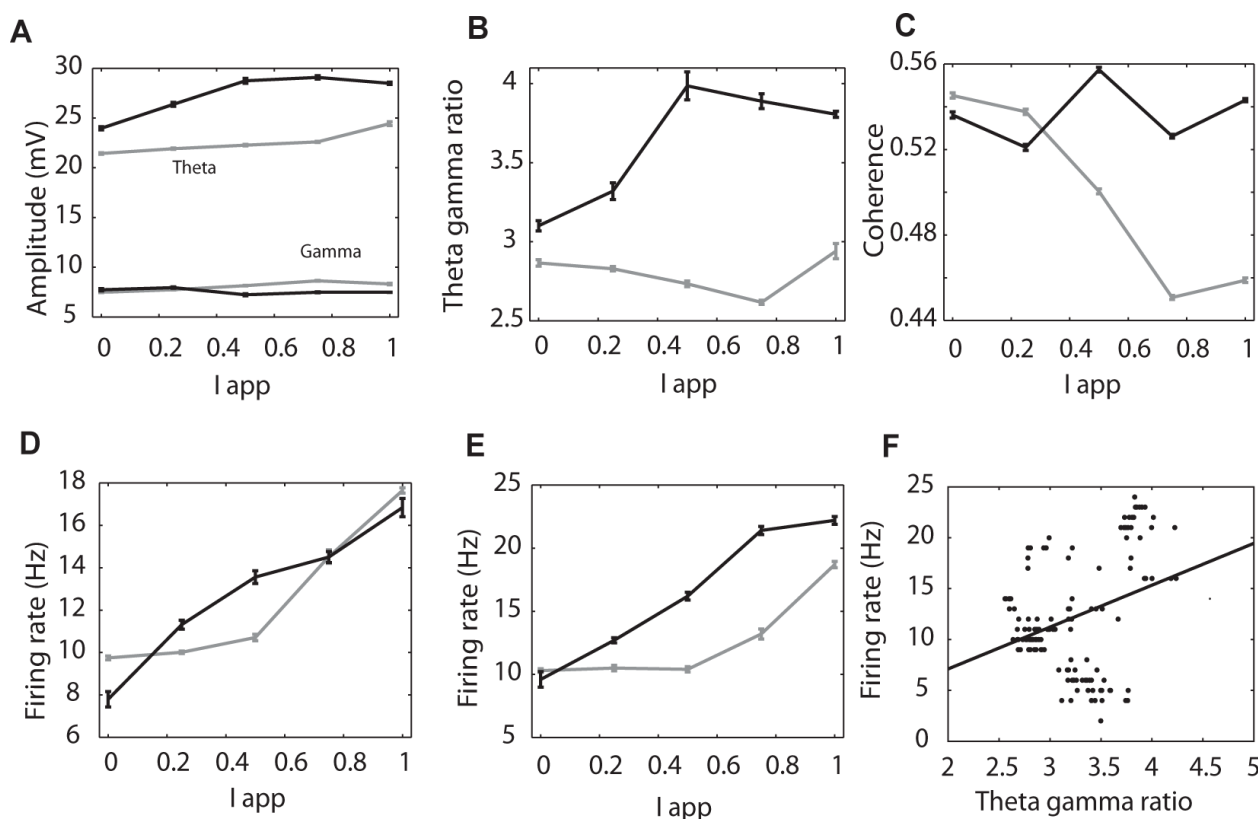 A
Amplitude (mV)
30
25
20
15
10
5
Theta
Gamma
0 0.2 0.4 0.6 0.8 1
I app
B
Theta gamma ratio
4
3.5
3
2.5
0 0.2 0.4 0.6 0.8 1
I app
C
Coherence
0.56
0.52
0.48
0.44
0 0.2 0.4 0.6 0.8 1
I app
D
Firing rate (Hz)
18
16
14
12
10
8
6
0 0.2 0.4 0.6 0.8 1
I app
E
Firing rate (Hz)
25
20
15
10
5
0 0.2 0.4 0.6 0.8 1
I app
F
Firing rate (Hz)
25
20
15
10
5
0
2 2.5 3 3.5 4 4.5 5
Theta gamma ratio